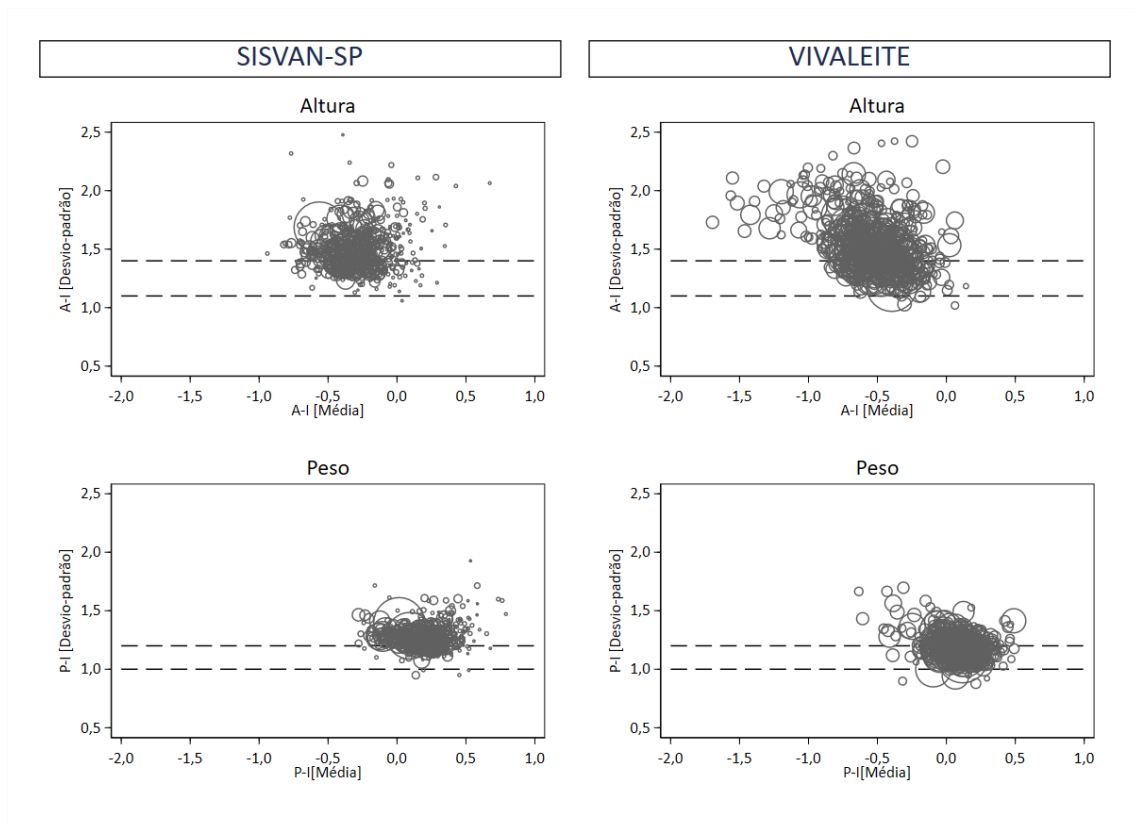 SISVAN-SP
VIVALEITE
Altura
2,5
2,0
1,5
1,0
0,5
A-I [Desvio-padrão]
-2,0 -1,5 -1,0 -0,5 0,0 0,5 1,0
A-I [Média]
Altura
2,5
2,0
1,5
1,0
0,5
A-I [Desvio-padrão]
-2,0 -1,5 -1,0 -0,5 0,0 0,5 1,0
A-I [Média]
Peso
2,5
2,0
1,5
1,0
0,5
P-I [Desvio-padrão]
-2,0 -1,5 -1,0 -0,5 0,0 0,5 1,0
P-I[Média]
Peso
2,5
2,0
1,5
1,0
0,5
P-I [Desvio-padrão]
-2,0 -1,5 -1,0 -0,5 0,0 0,5 1,0
P-I[Média]